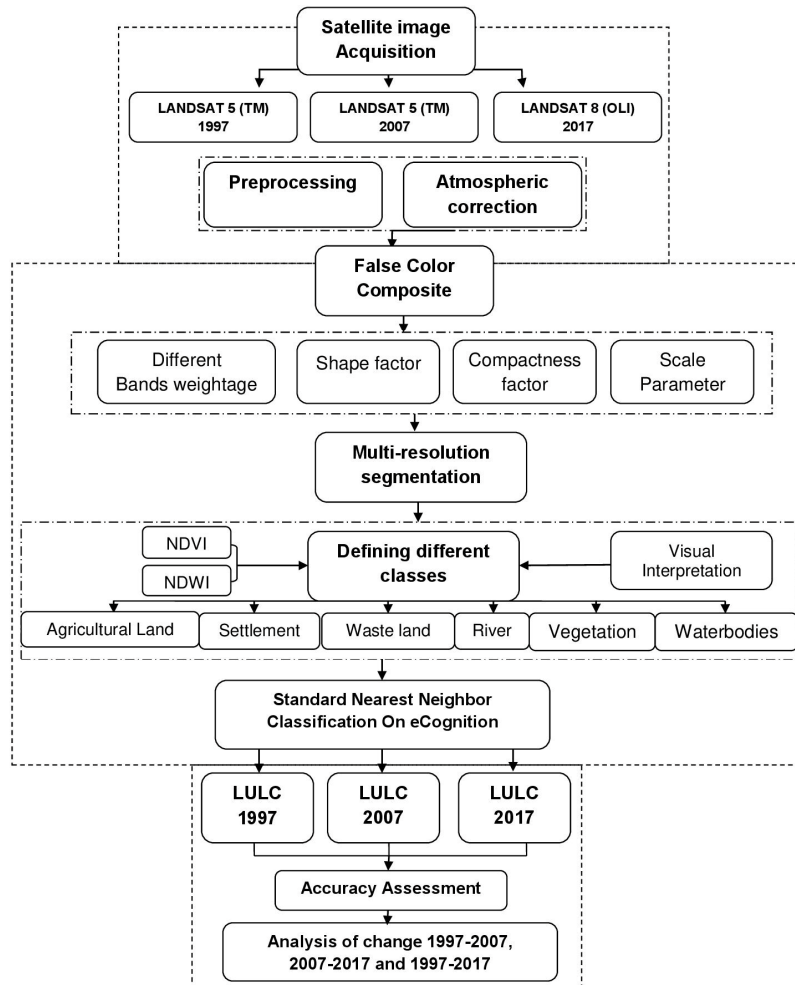 Satellite image
Acquisition
LANDSAT 5 (TM)
1997
LANDSAT 5 (TM)
2007
LANDSAT 8 (OLI)
2017
Preprocessing
Atmospheric
correction
False Color
Composite
Different
Bands weightage
Shape factor
Compactness
factor
Scale
Parameter
Multi-resolution
segmentation
NDVI
NDWI
Defining different
classes
Visual
Interpretation
Agricultural Land
Settlement
Waste land
River
Vegetation
Waterbodies
Standard Nearest Neighbor
Classification On eCognition
LULC
1997
LULC
2007
LULC
2017
Accuracy Assessment
Analysis of change 1997-2007,
2007-2017 and 1997-2017